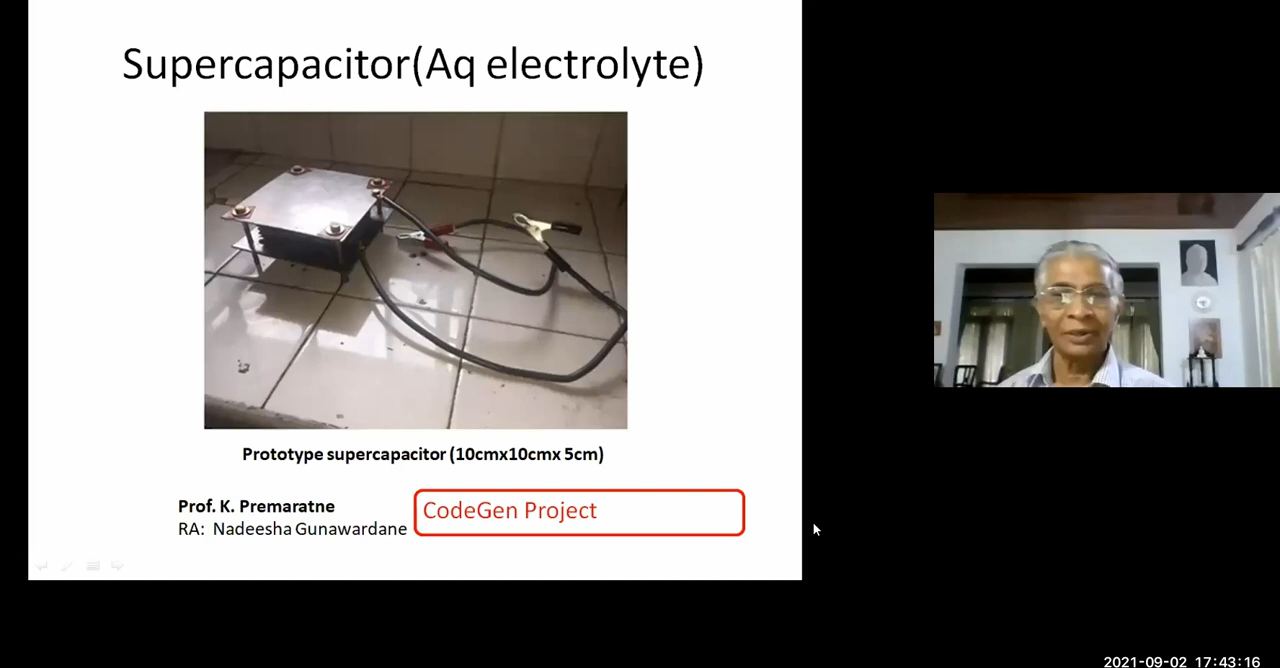 Supercapacitor(Aq electrolyte)
Prototype supercapacitor (10cmx10cmx 5cm)
Prof. K. Premaratne
RA:  Nadeesha Gunawardane
CodeGen Project
2021-09-02 17:43:16